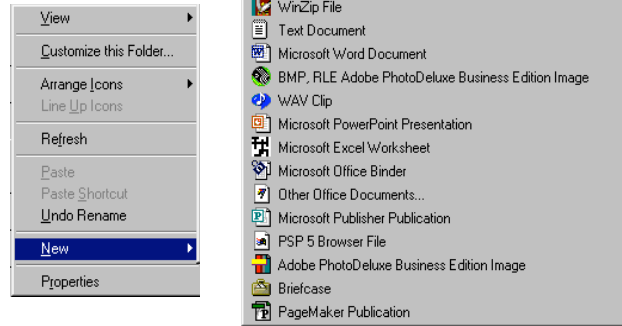 View
Customize this Folder...
Arrange Icons
Line Up Icons
Refresh
Paste
Paste Shortcut
Undo Rename
New
Properties
WinZip File
Text Document
Microsoft Word Document
BMP, RLE Adobe PhotoDeluxe Business Edition Image
WAV Clip
Microsoft PowerPoint Presentation
Microsoft Excel Worksheet
Microsoft Office Binder
Other Office Documents...
Microsoft Publisher Publication
PSP 5 Browser File
Adobe PhotoDeluxe Business Edition Image
Briefcase
PageMaker Publication